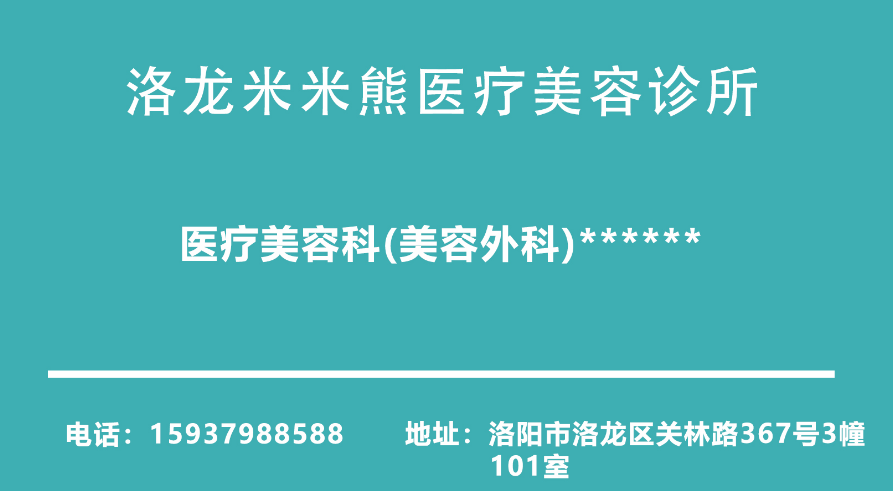 洛龙米米熊医疗美容诊所
医疗美容科(美容外科)******
电话：15937988588
地址：洛阳市洛龙区关林路367号3幢
101室